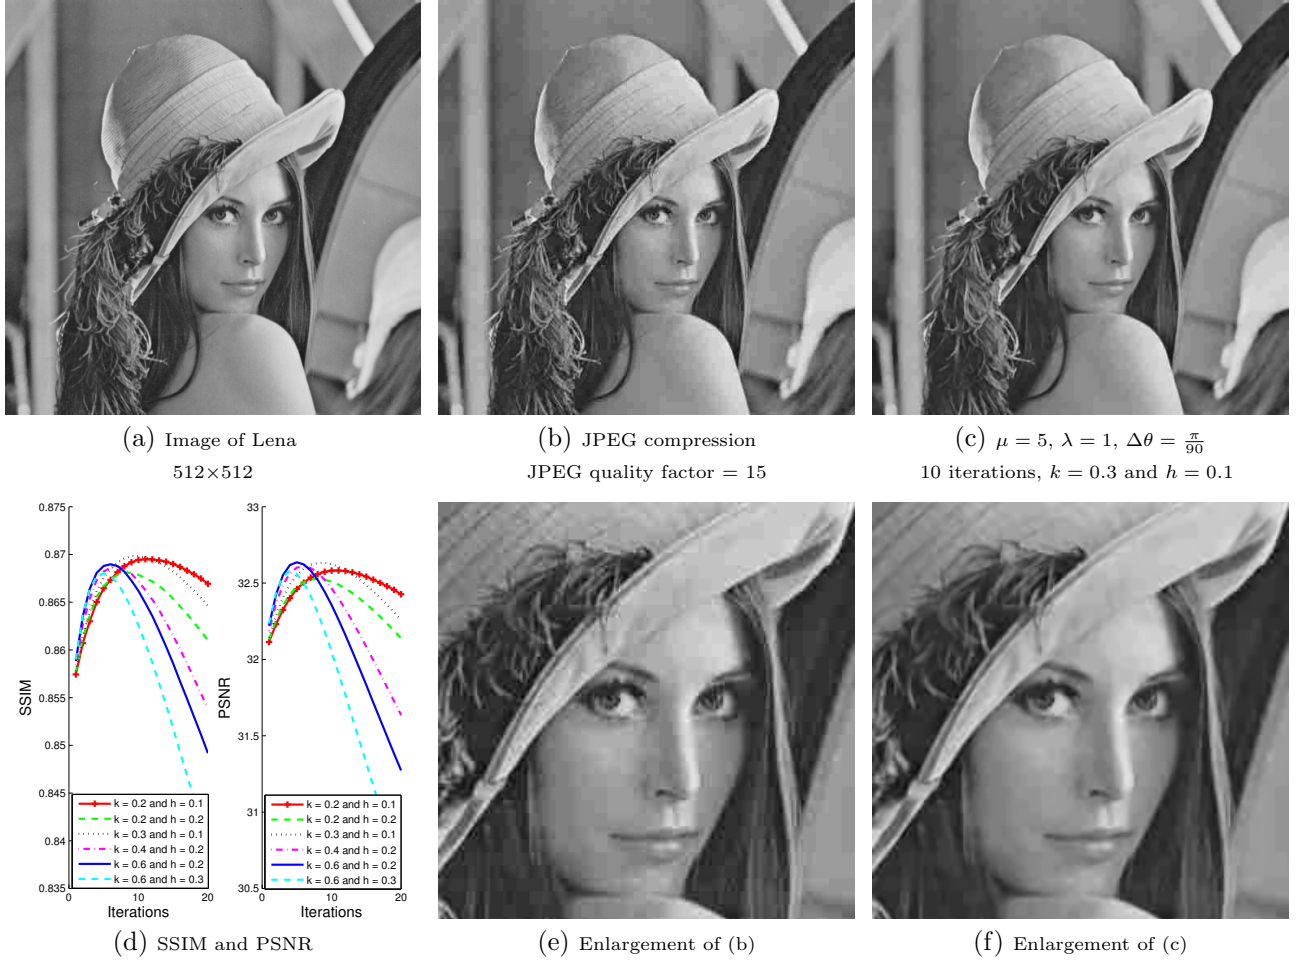 (a) Image of Lena
512×512
(b) JPEG compression
JPEG quality factor = 15
(c) μ = 5, λ = 1, Δθ = π/90
10 iterations, k = 0.3 and h = 0.1
0.875
0.87
0.865
0.86
0.855
0.85
0.845
0.84
0.835
SSIM
0
20
Iterations
k = 0.2 and h = 0.1
k = 0.2 and h = 0.2
k = 0.3 and h = 0.1
k = 0.4 and h = 0.2
k = 0.6 and h = 0.2
k = 0.6 and h = 0.3
33
32.5
32
31.5
31
30.5
PSNR
0
20
Iterations
k = 0.2 and h = 0.1
k = 0.2 and h = 0.2
k = 0.3 and h = 0.1
k = 0.4 and h = 0.2
k = 0.6 and h = 0.2
k = 0.6 and h = 0.3
(d) SSIM and PSNR
(e) Enlargement of (b)
(f) Enlargement of (c)